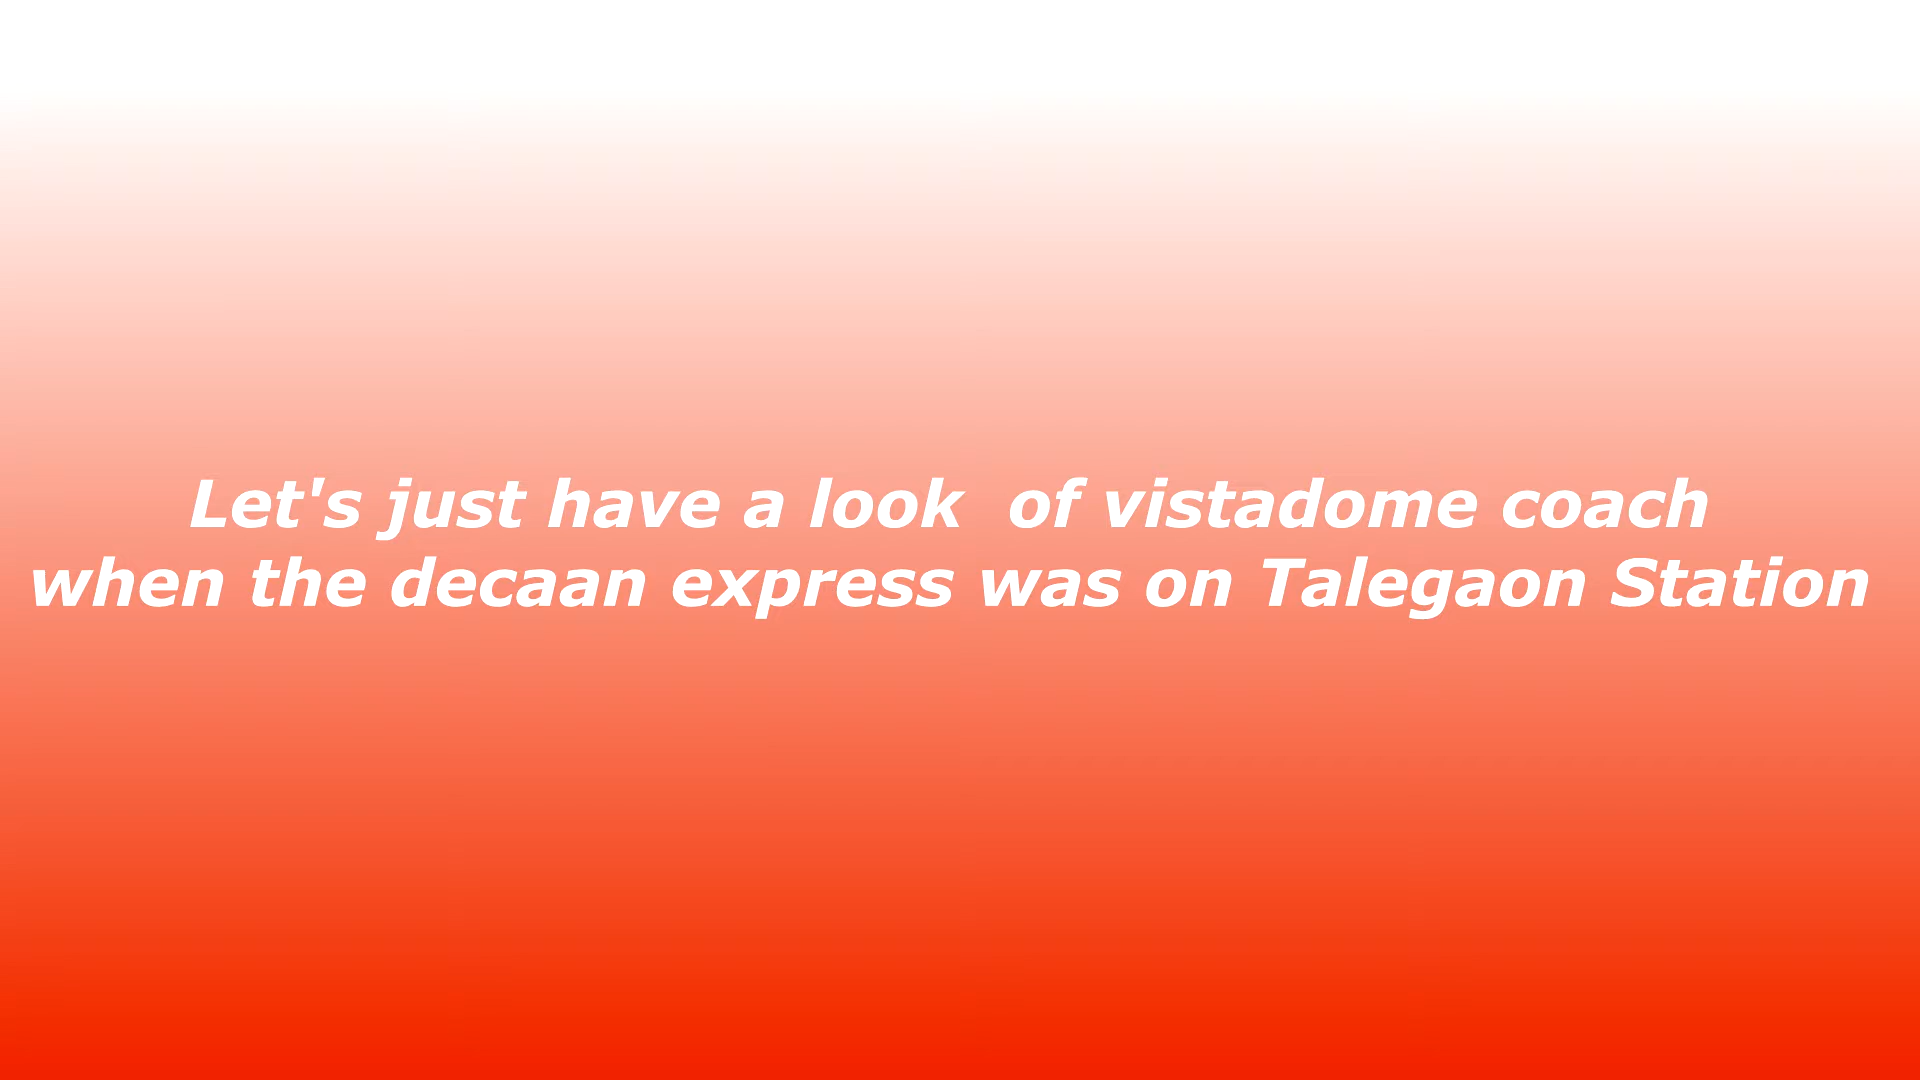 Let's just have a look  of vistadome coach
when the decaan express was on Talegaon Station